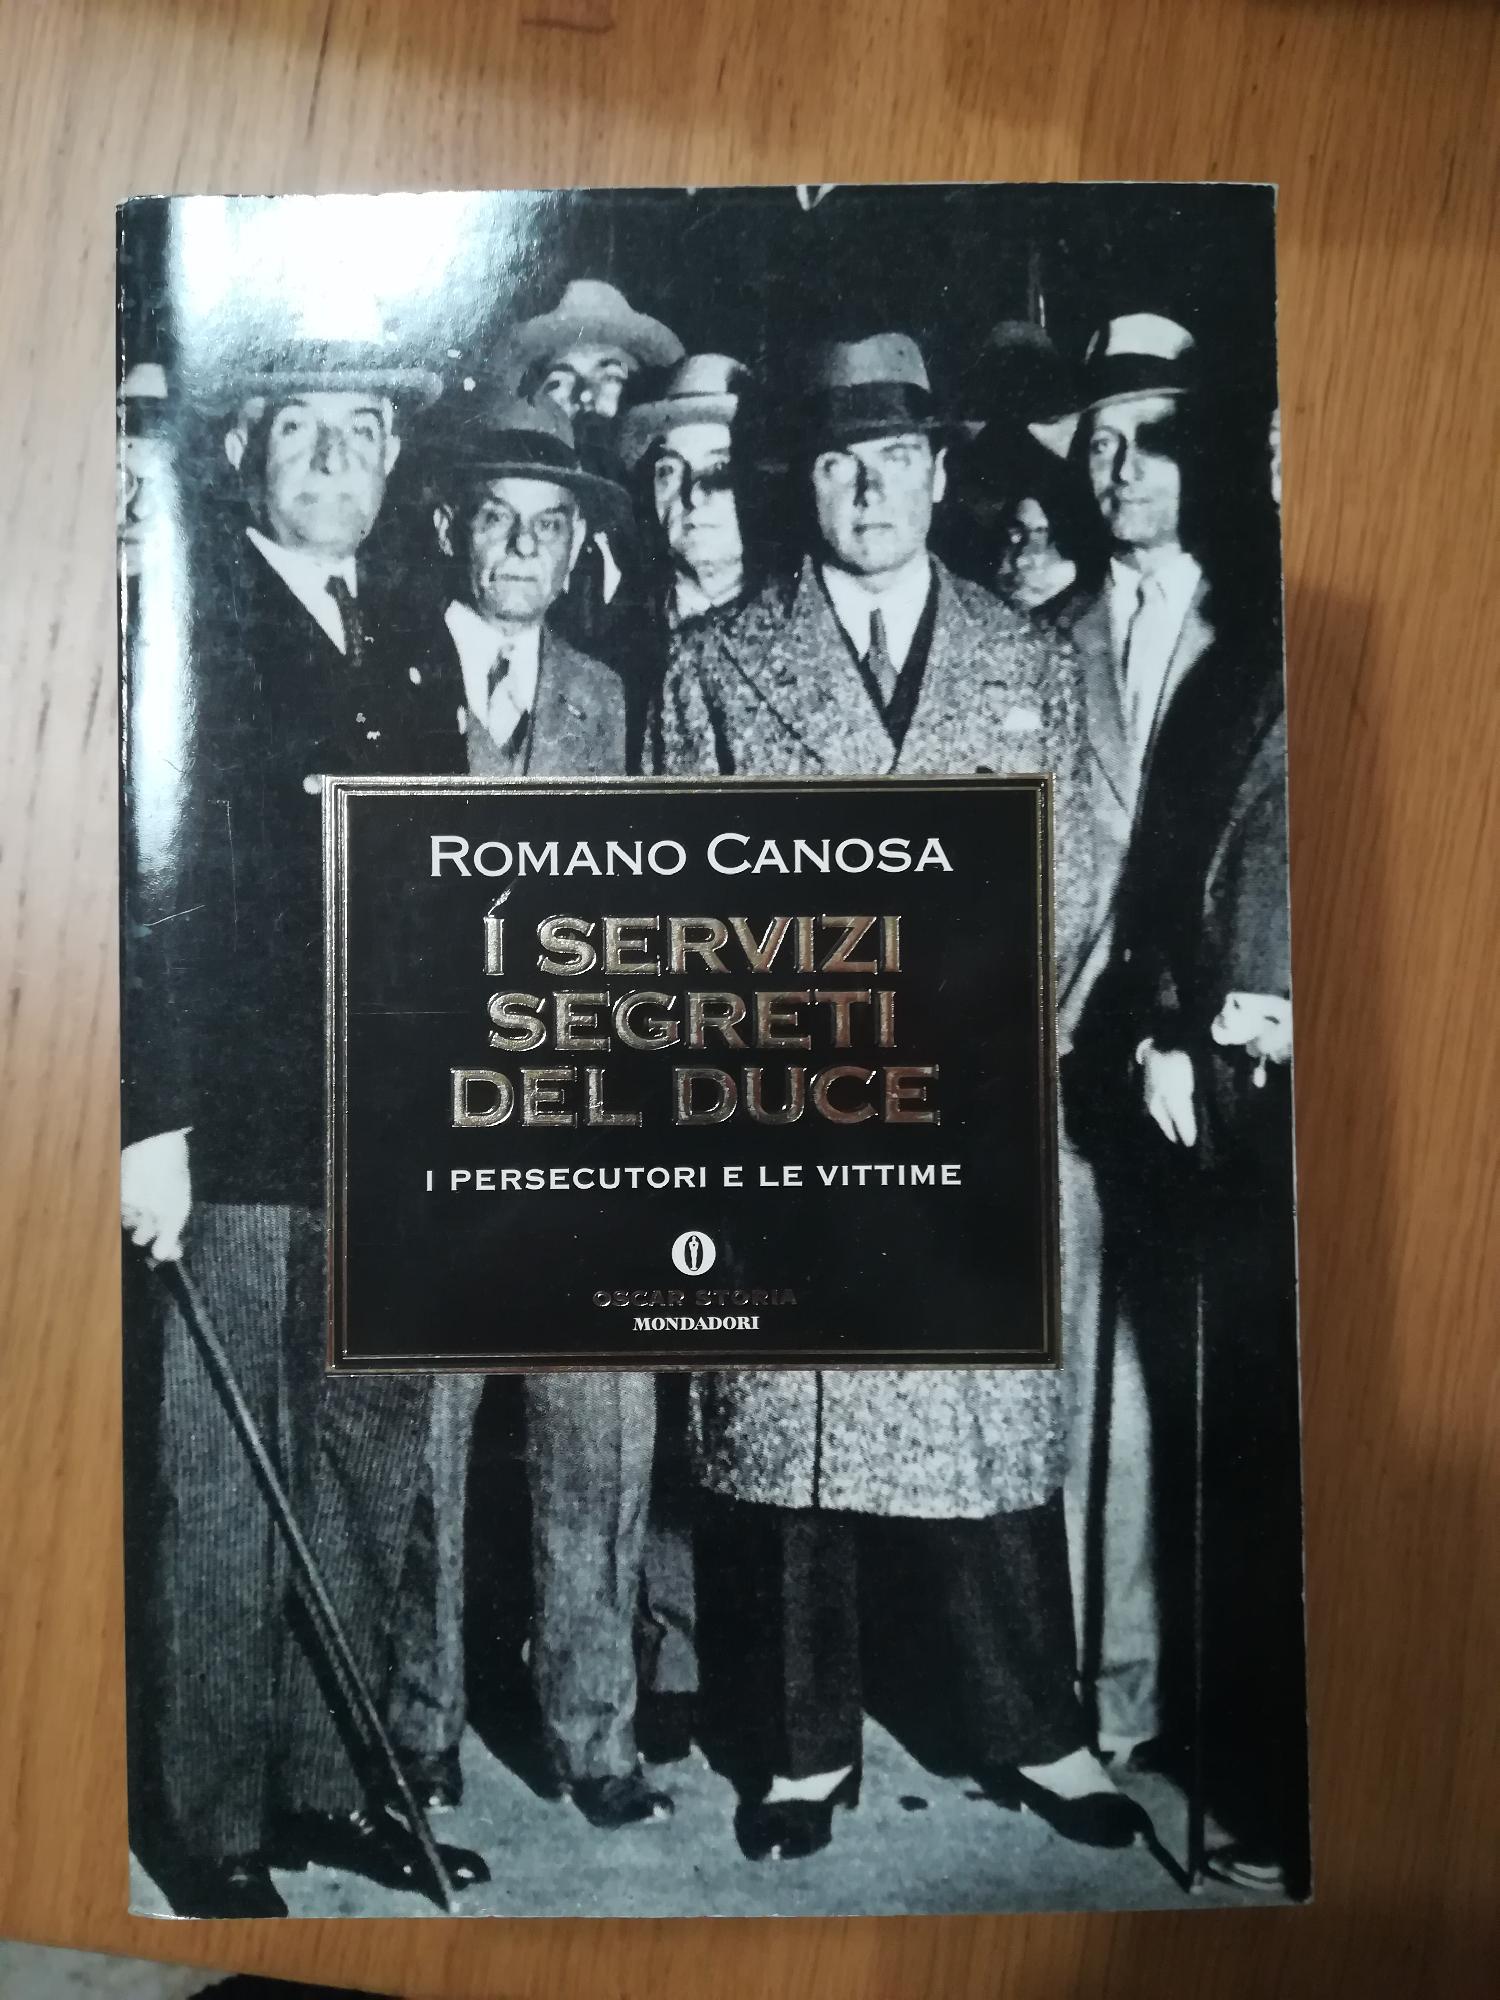 ROMANO CANOSA
I SERVIZI
SEGRETI
DEL DUCE
I PERSECUTORI E LE VITTIME
OSCAR STORIA
MONDADORI